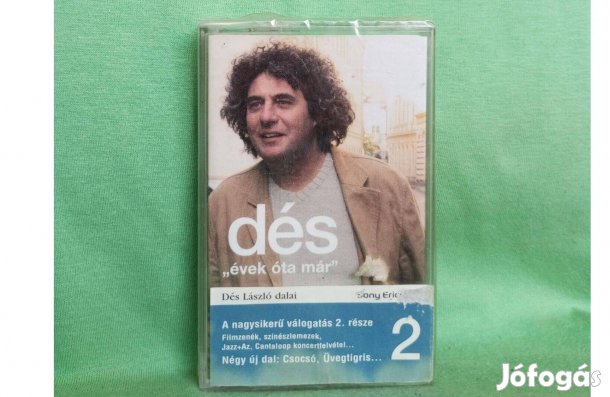 dés
„évek óta már”
Dés László dalai
Sony Eric
A nagysikerű válogatás 2. része
Filmzenék, színészlemezek,
Jazz+Az, Cantaloop koncertfelvétel...
Négy új dal: Csocsó, Üvegtigris...
2
Jófogás